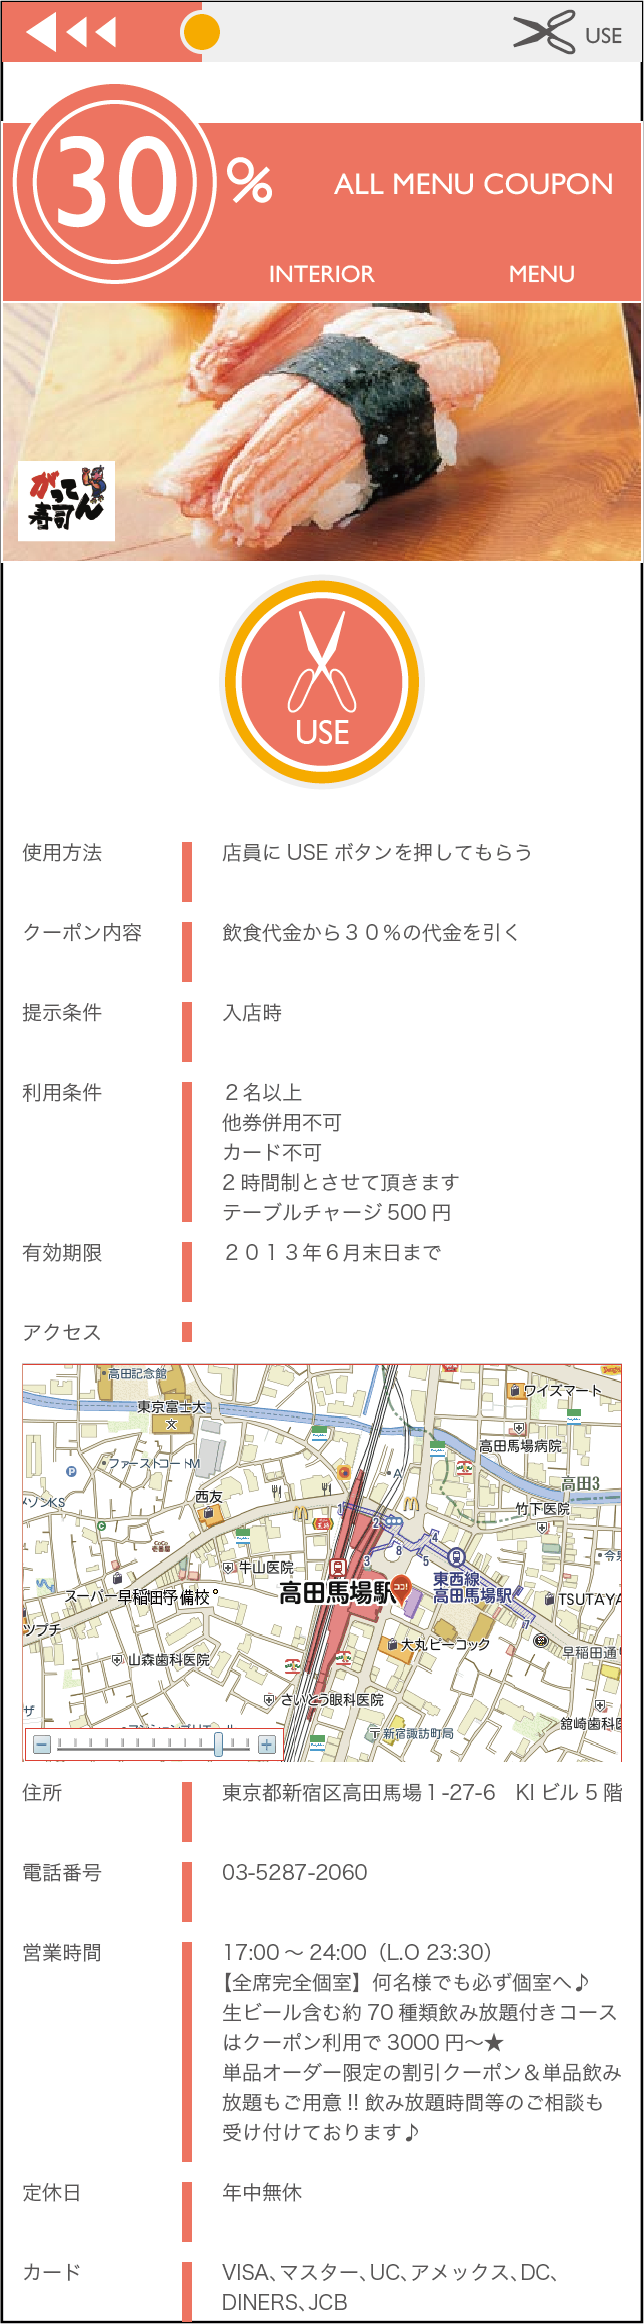 USE
30
%
ALL MENU COUPON
INTERIOR
MENU
がってん
寿司
USE
使用方法
店員に USE ボタンを押してもらう
クーポン内容
飲食代金から３０％の代金を引く
提示条件
入店時
利用条件
２名以上
他券併用不可
カード不可
2 時間制とさせて頂きます
テーブルチャージ 500 円
有効期限
２０１３年６月末日まで
アクセス
高田記念館
東京富士大
ワイズマート
高田馬場病院
ファーストコートM
A
高田3
西友
竹下医院
1
2
3
4
5
8
7
牛山医院
東西線
高田馬場駅
高田馬場駅
ココ!
スーパー早稲田予備校°
TSUTAYA
ソプチ
大丸ピーコック
早稲田通り
山森歯科医院
さいとう眼科医院
新宿諏訪町局
舘崎歯科医
住所
東京都新宿区高田馬場１-27-6　KI ビル 5 階
電話番号
03-5287-2060
営業時間
17:00 ～ 24:00（L.O 23:30）
【全席完全個室】何名様でも必ず個室へ♪
生ビール含む約 70 種類飲み放題付きコース
はクーポン利用で 3000 円～★
単品オーダー限定の割引クーポン＆単品飲み
放題もご用意 !! 飲み放題時間等のご相談も
受け付けております♪
定休日
年中無休
カード
VISA、マスター、UC、アメックス、DC、
DINERS、JCB